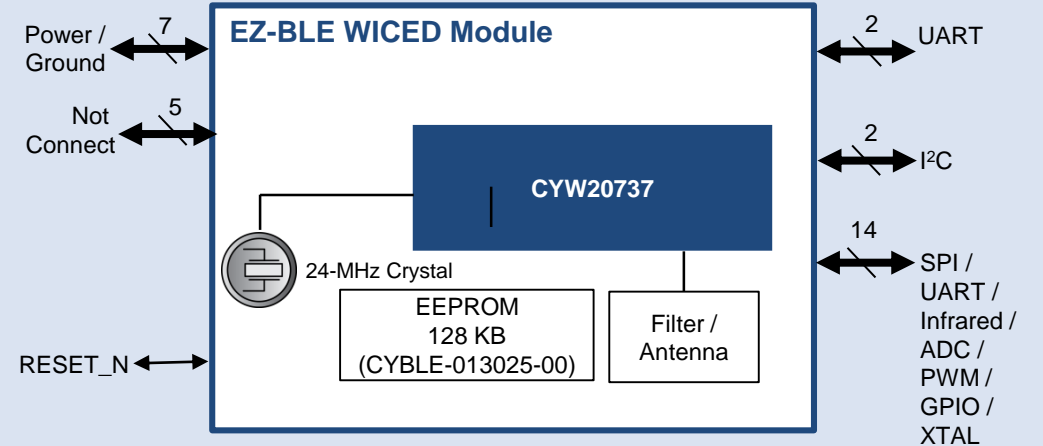 EZ-BLE WICED Module
Power /
Ground
7
Not
Connect
5
RESET_N
CYW20737
24-MHz Crystal
EEPROM
128 KB
(CYBLE-013025-00)
Filter /
Antenna
2
UART
2
I²C
14
SPI /
UART /
Infrared /
ADC /
PWM /
GPIO /
XTAL